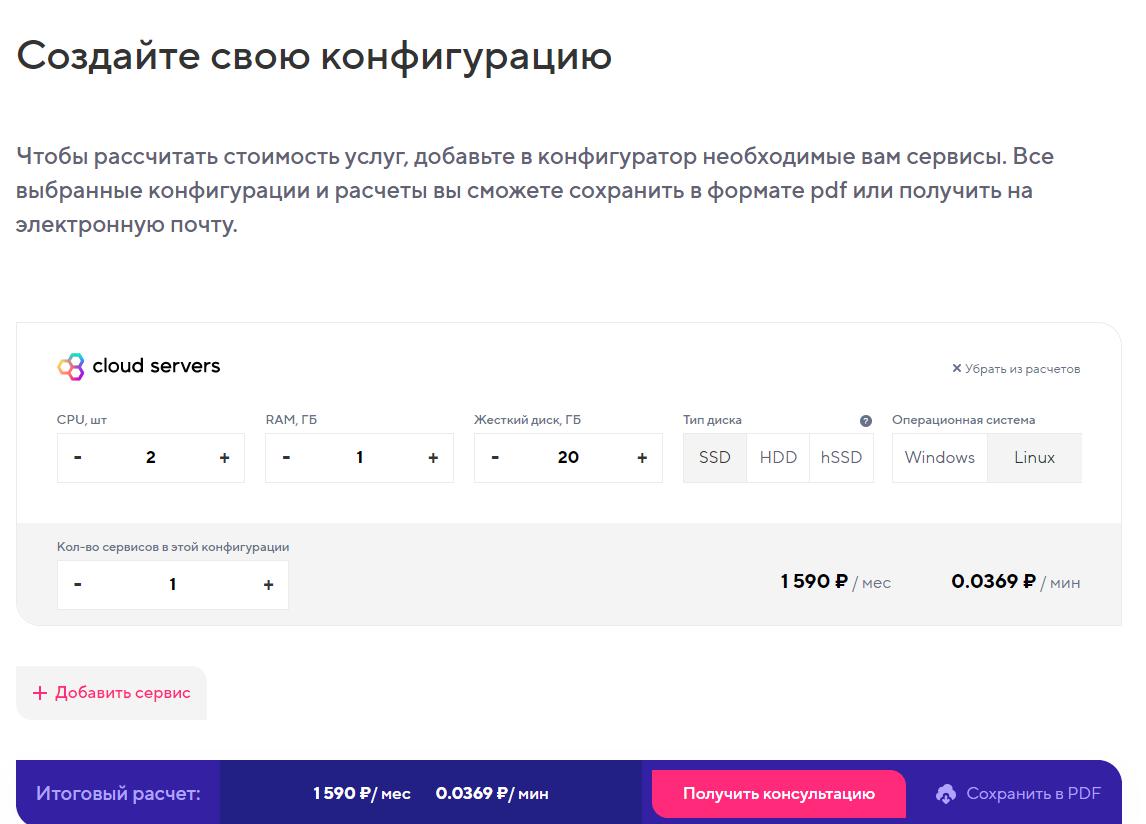 Создайте свою конфигурацию
Чтобы рассчитать стоимость услуг, добавьте в конфигуратор необходимые вам сервисы. Все
выбранные конфигурации и расчеты вы сможете сохранить в формате pdf или получить на
электронную почту.
cloud servers
× Убрать из расчетов
CPU, шт RAM, ГБ Жесткий диск, ГБ Тип диска ? Операционная система
- 2 + - 1 + - 20 + SSD HDD hSSD Windows Linux
Кол-во сервисов в этой конфигурации
- 1 + 1 590 ₽ / мес 0.0369 ₽ / мин
+ Добавить сервис
Итоговый расчет: 1 590 ₽/ мес 0.0369 ₽/ мин Получить консультацию Сохранить в PDF